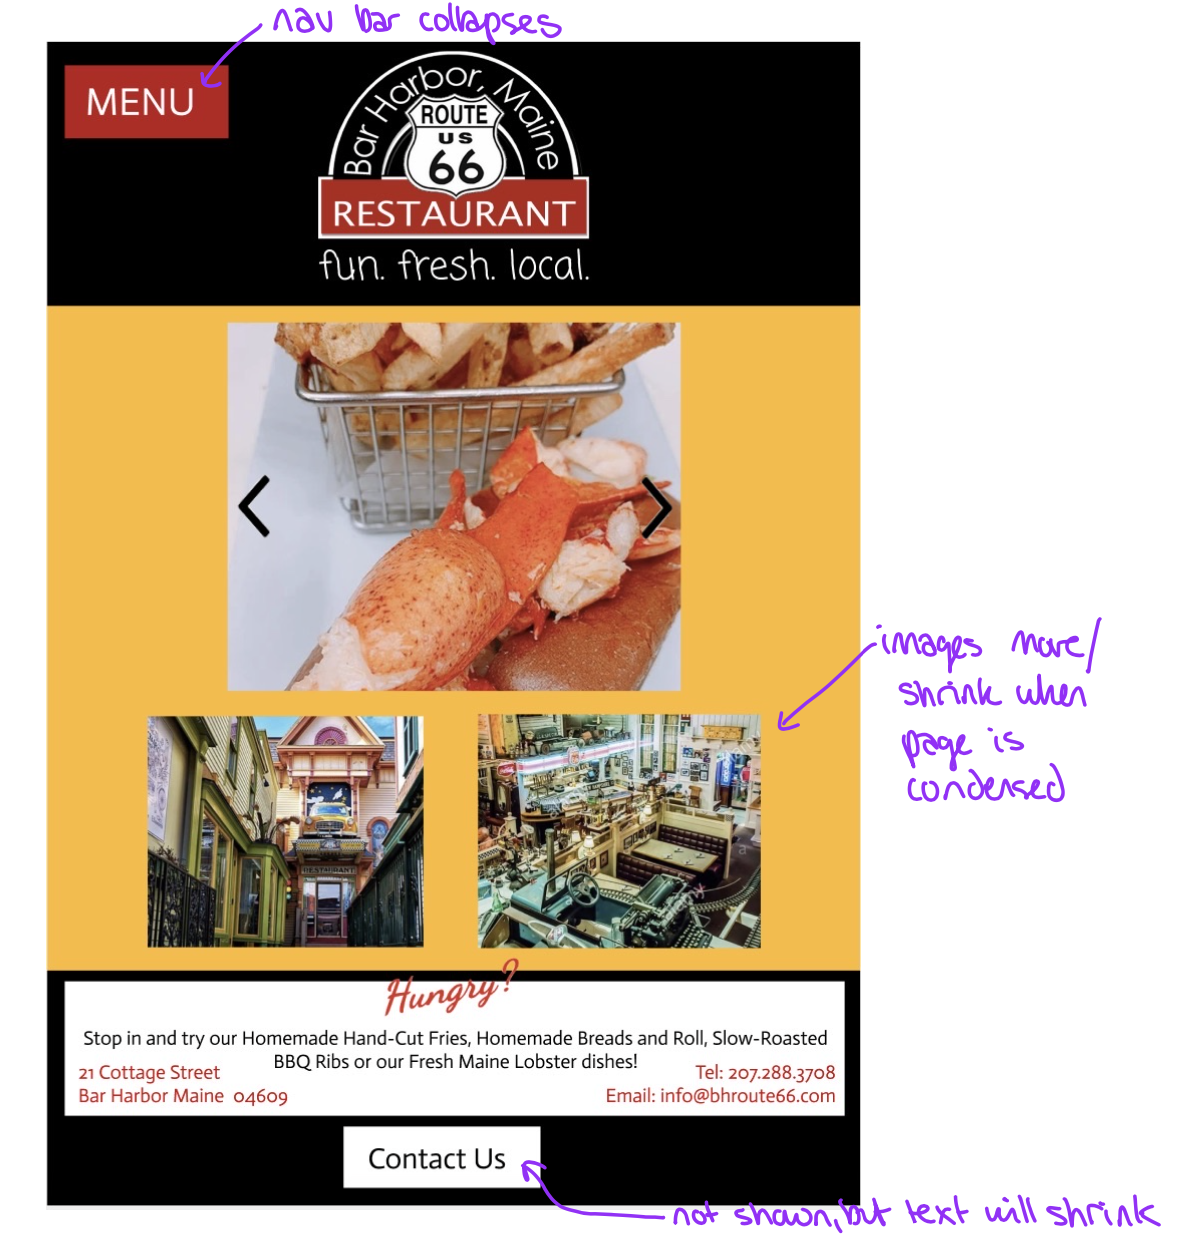 nav bar collapses
MENU
Bar Harbor, Maine
ROUTE
US
66
RESTAURANT
fun. fresh. local.
images move/
shrink when
page is
condensed
RESTAURANT
Hungry?
Stop in and try our Homemade Hand-Cut Fries, Homemade Breads and Roll, Slow-Roasted
BBQ Ribs or our Fresh Maine Lobster dishes!
21 Cottage Street
Bar Harbor Maine 04609
Tel: 207.288.3708
Email: info@bhroute66.com
Contact Us
not shown, but text will shrink